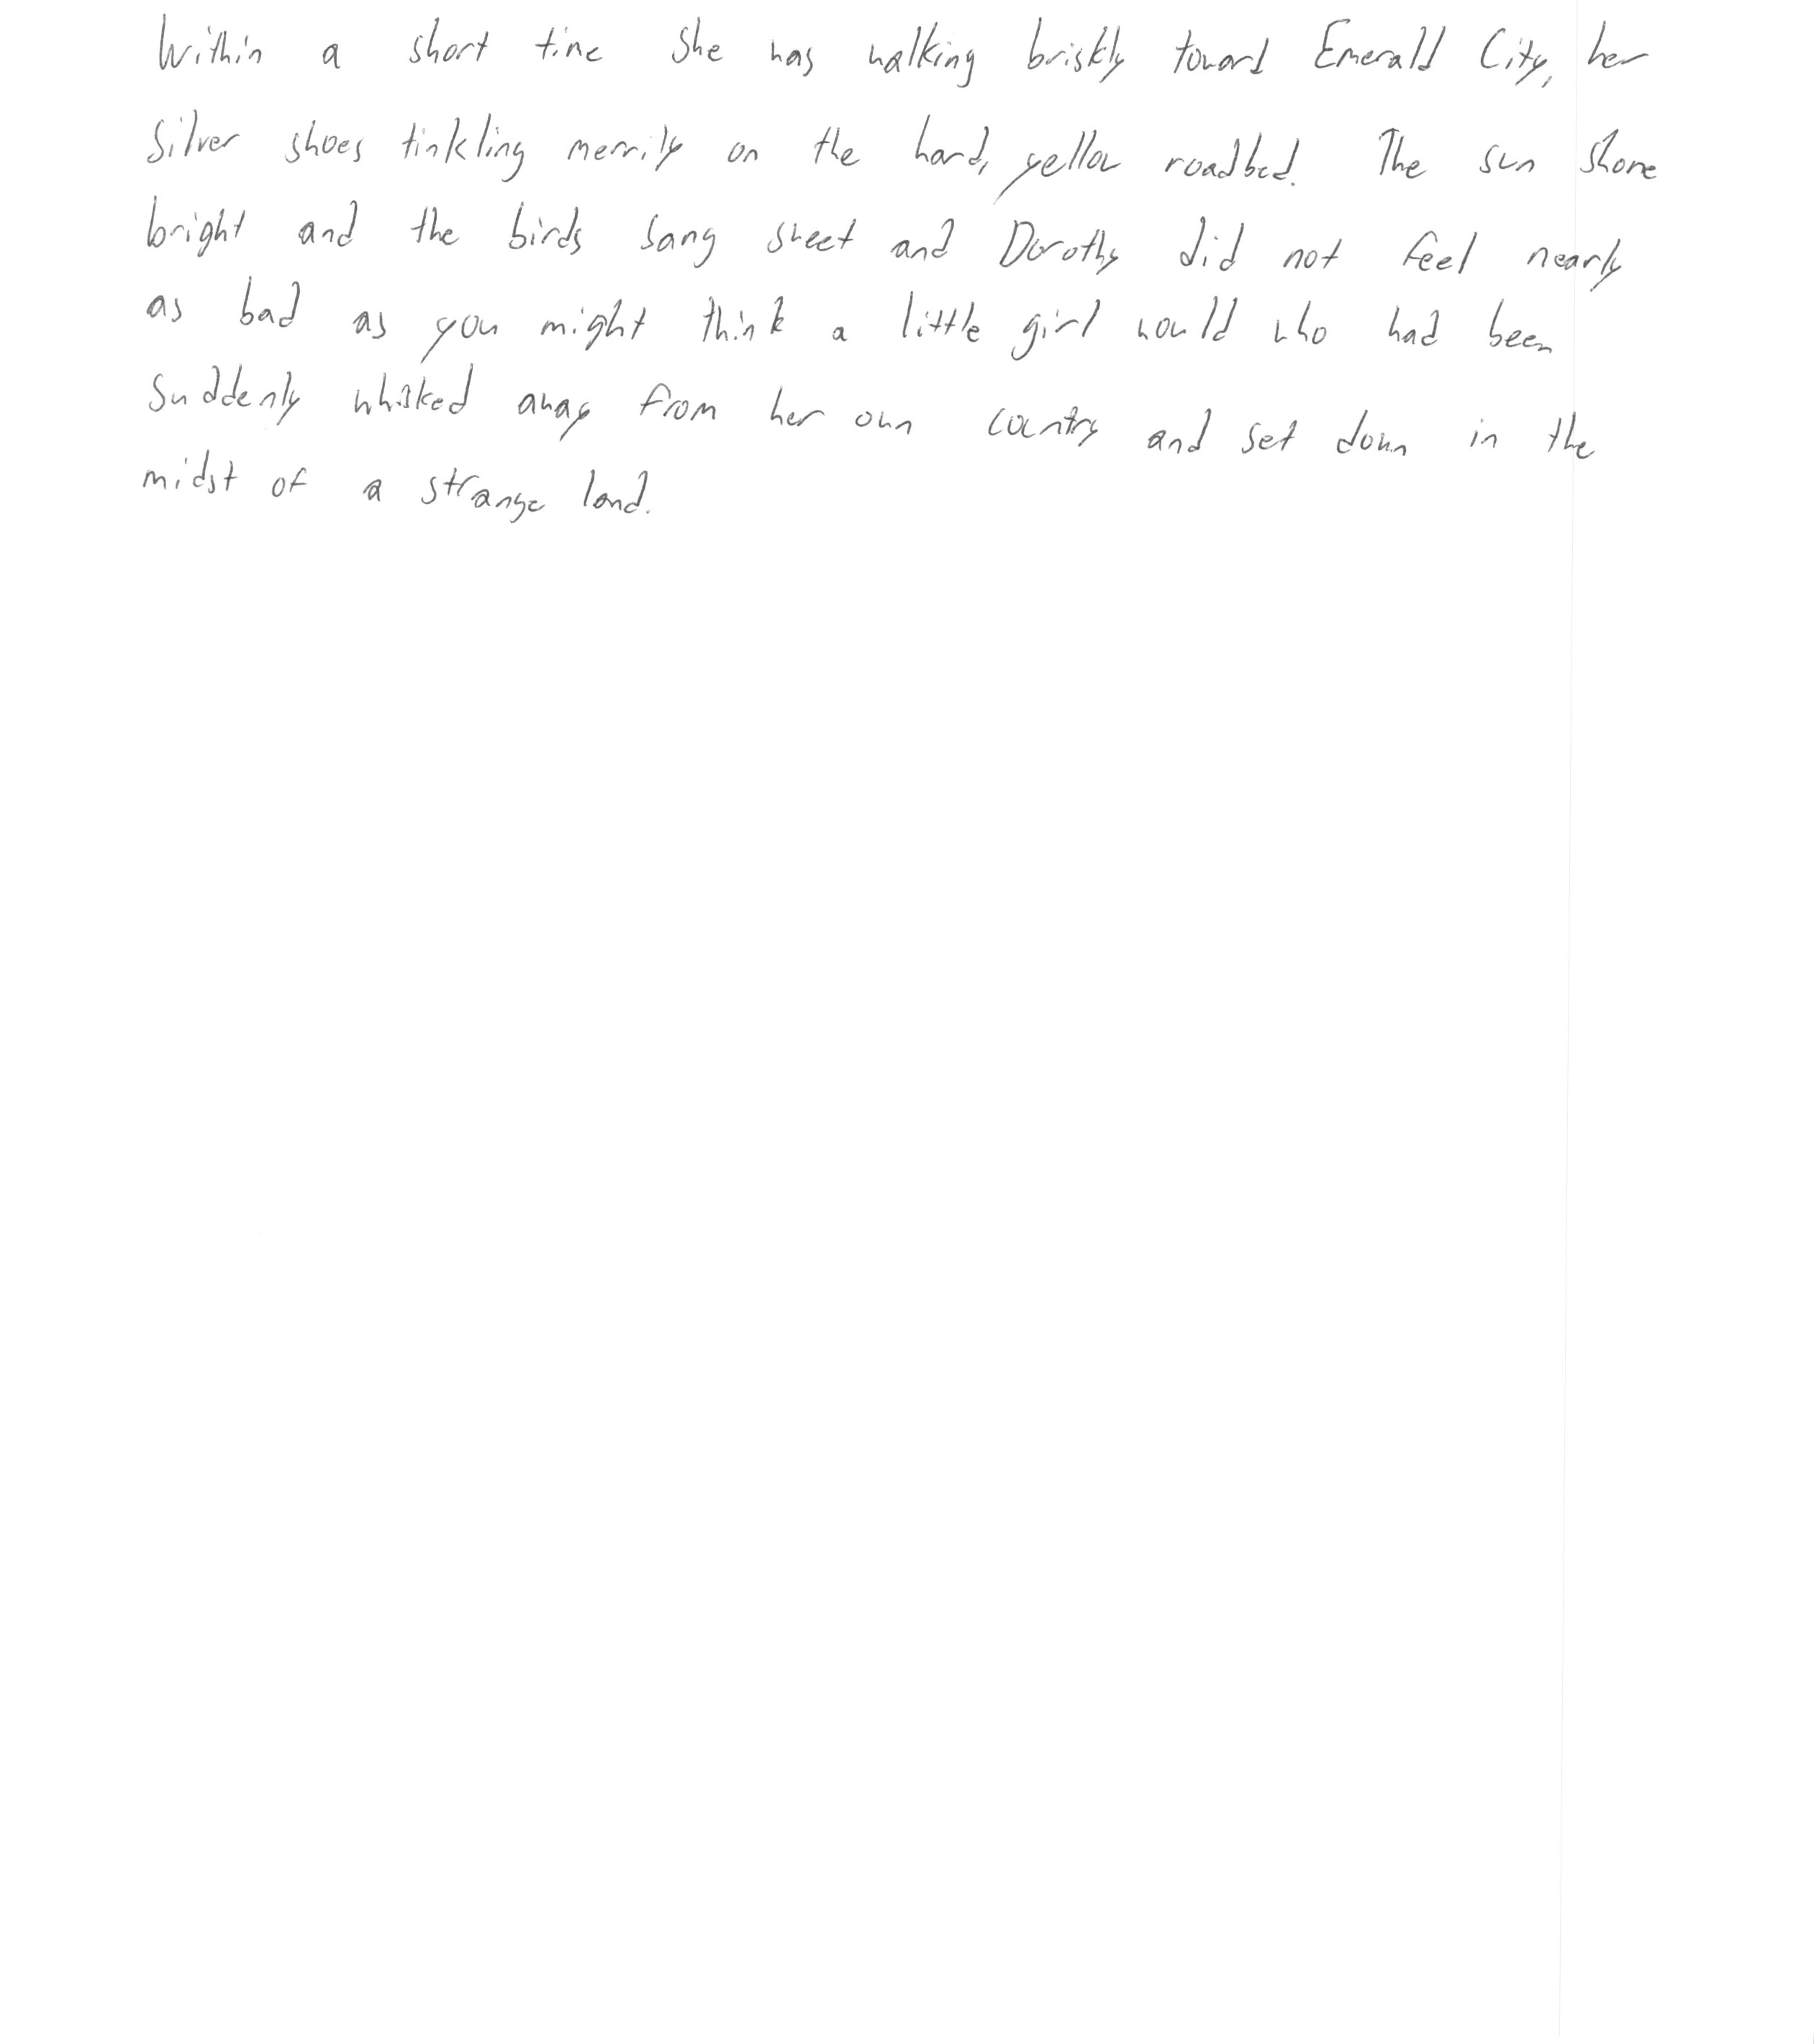 Within a short time she was walking briskly toward Emerald City, her
silver shoes tinkling merrily on the hard, yellow roadbed. The sun shone
bright and the birds sang sweet and Dorothy did not feel nearly
as bad as you might think a little girl would who had been
suddenly whisked away from her own country and set down in the
midst of a strange land.